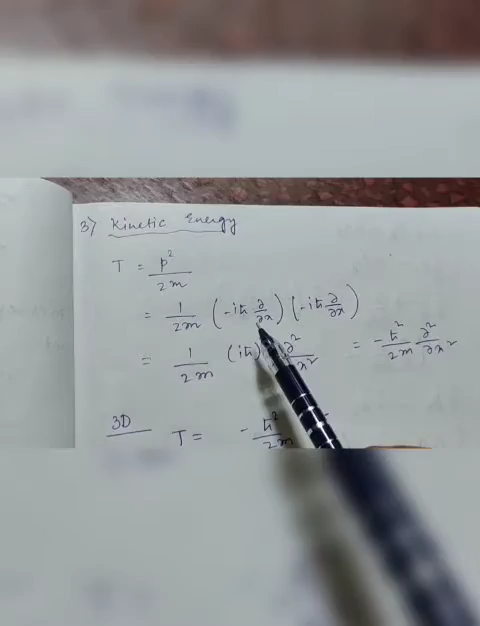 3) Kinetic Energy
T = p²/2m
= 1/2m (-iℏ ∂/∂x) (-iℏ ∂/∂x)
= 1/2m (iℏ) ∂²/∂x² = -ℏ²/2m ∂²/∂x²
3D T = -ℏ²/2m